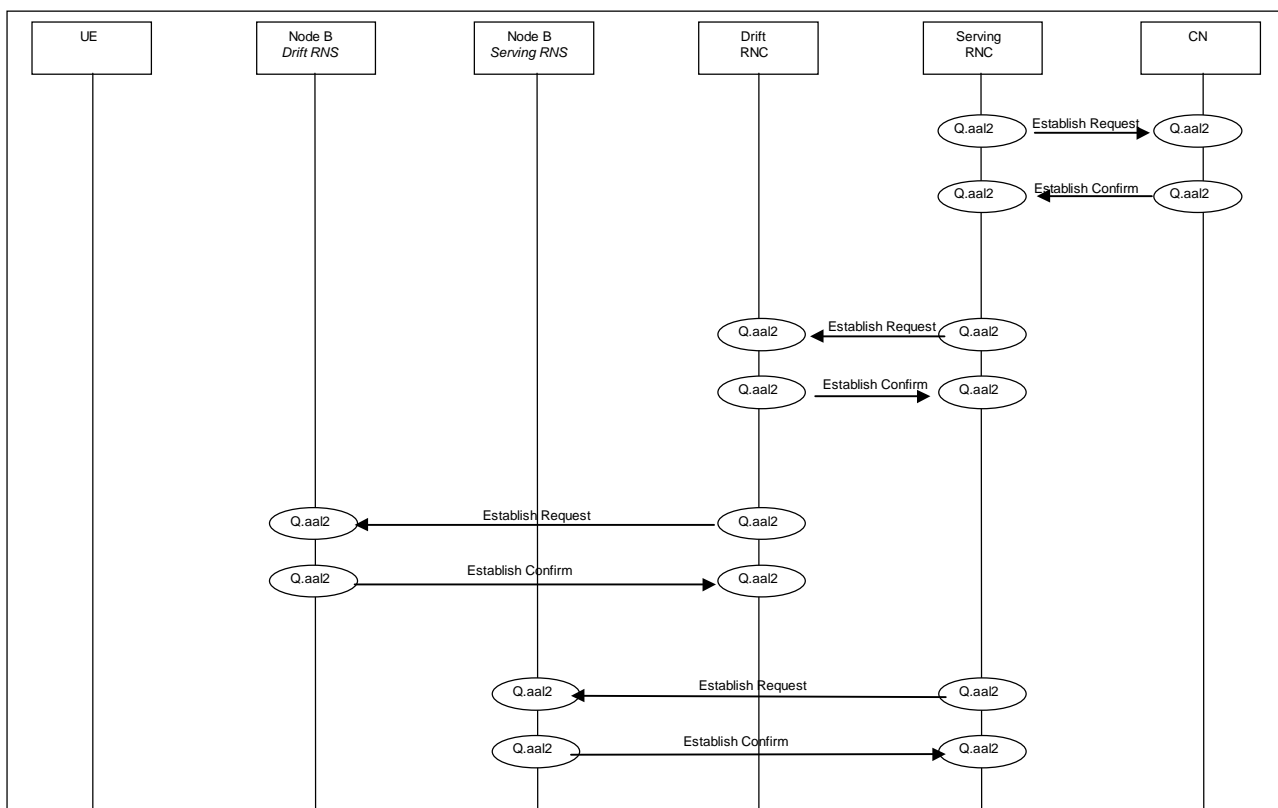 UE
Node B
Drift RNS
Node B
Serving RNS
Drift
RNC
Serving
RNC
CN
Q.aal2
Establish Request
Q.aal2
Q.aal2
Establish Confirm
Q.aal2
Q.aal2
Establish Request
Q.aal2
Q.aal2
Establish Confirm
Q.aal2
Q.aal2
Establish Request
Q.aal2
Q.aal2
Establish Confirm
Q.aal2
Q.aal2
Establish Request
Q.aal2
Q.aal2
Establish Confirm
Q.aal2